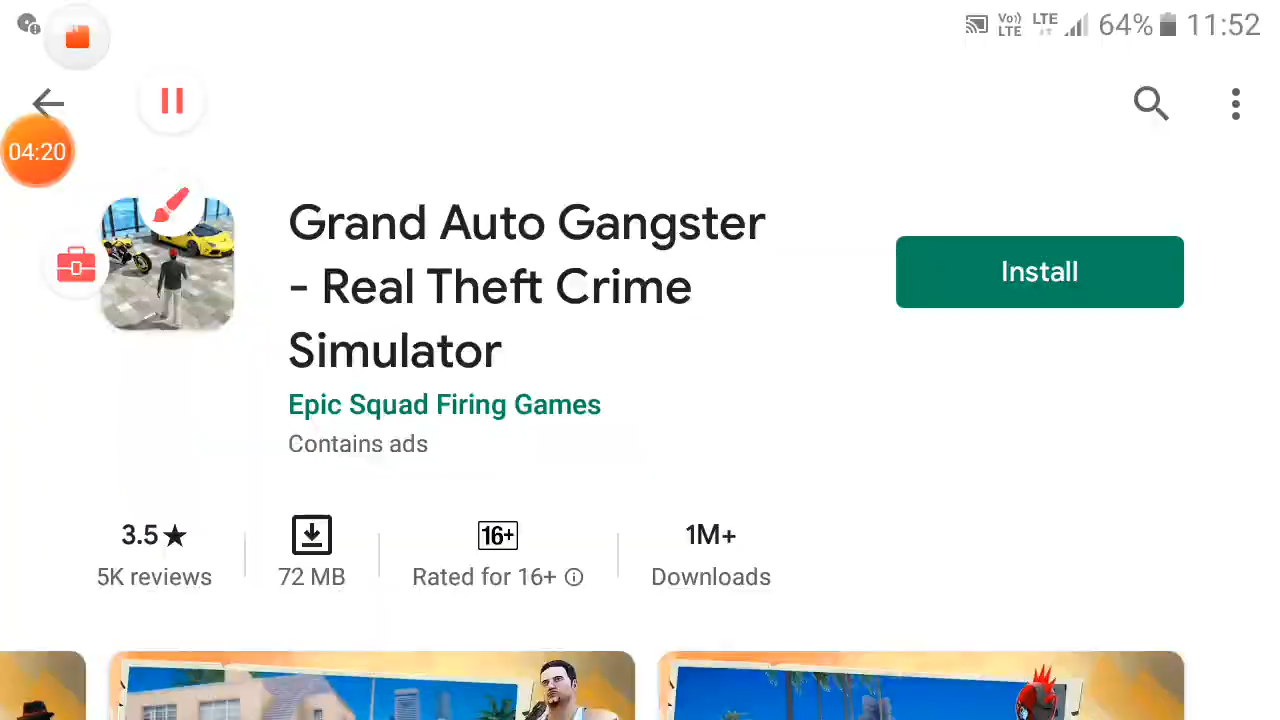 Vo)) LTE LTE 64% 11:52
04:20
Grand Auto Gangster
- Real Theft Crime
Simulator
Install
Epic Squad Firing Games
Contains ads
3.5★ 16+ 1M+
5K reviews 72 MB Rated for 16+ Downloads